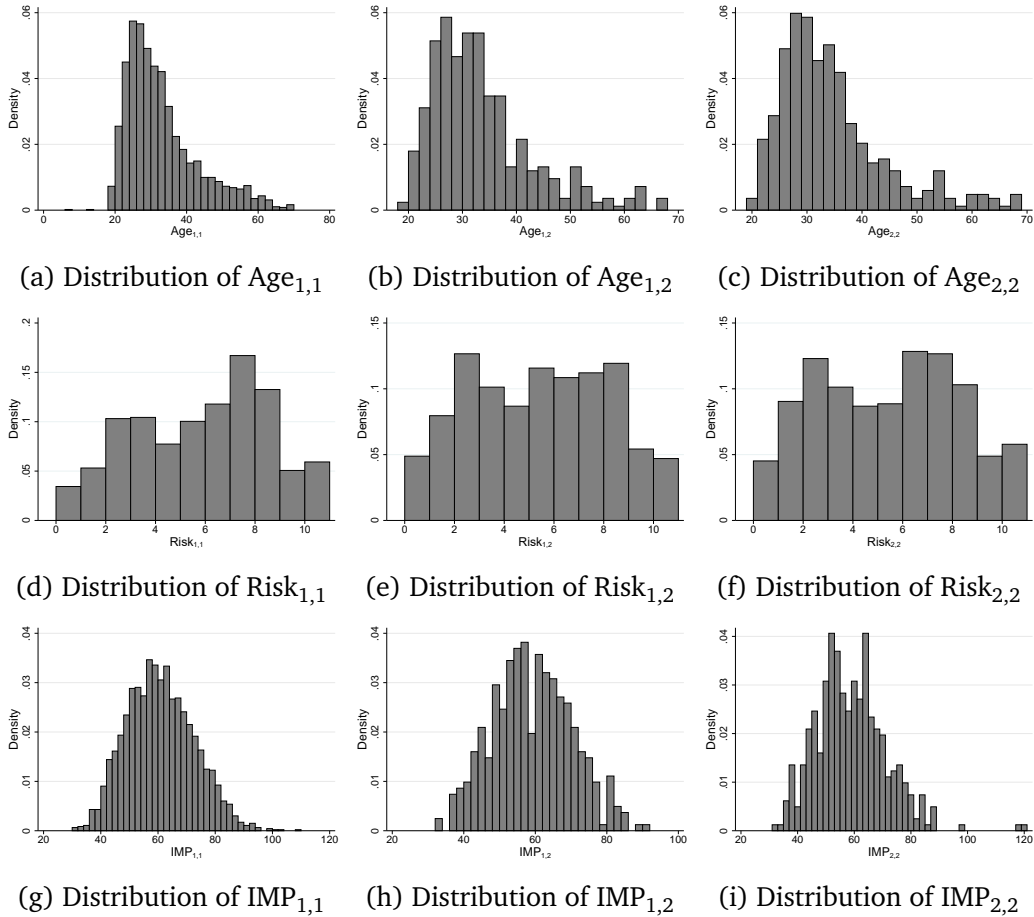 .06
.04
.02
0
Density
0 20 40 60 80
Age1,1
.06
.04
.02
0
Density
20 30 40 50 60 70
Age1,2
.06
.04
.02
0
Density
20 30 40 50 60 70
Age2,2
(a) Distribution of Age1,1
(b) Distribution of Age1,2
(c) Distribution of Age2,2
.2
.15
.1
.05
0
Density
0 2 4 6 8 10
Risk1,1
.15
.1
.05
0
Density
0 2 4 6 8 10
Risk1,2
.15
.1
.05
0
Density
0 2 4 6 8 10
Risk2,2
(d) Distribution of Risk1,1
(e) Distribution of Risk1,2
(f) Distribution of Risk2,2
.04
.03
.02
.01
0
Density
20 40 60 80 100 120
IMP1,1
.04
.03
.02
.01
0
Density
20 40 60 80 100
IMP1,2
.04
.03
.02
.01
0
Density
20 40 60 80 100 120
IMP2,2
(g) Distribution of IMP1,1
(h) Distribution of IMP1,2
(i) Distribution of IMP2,2